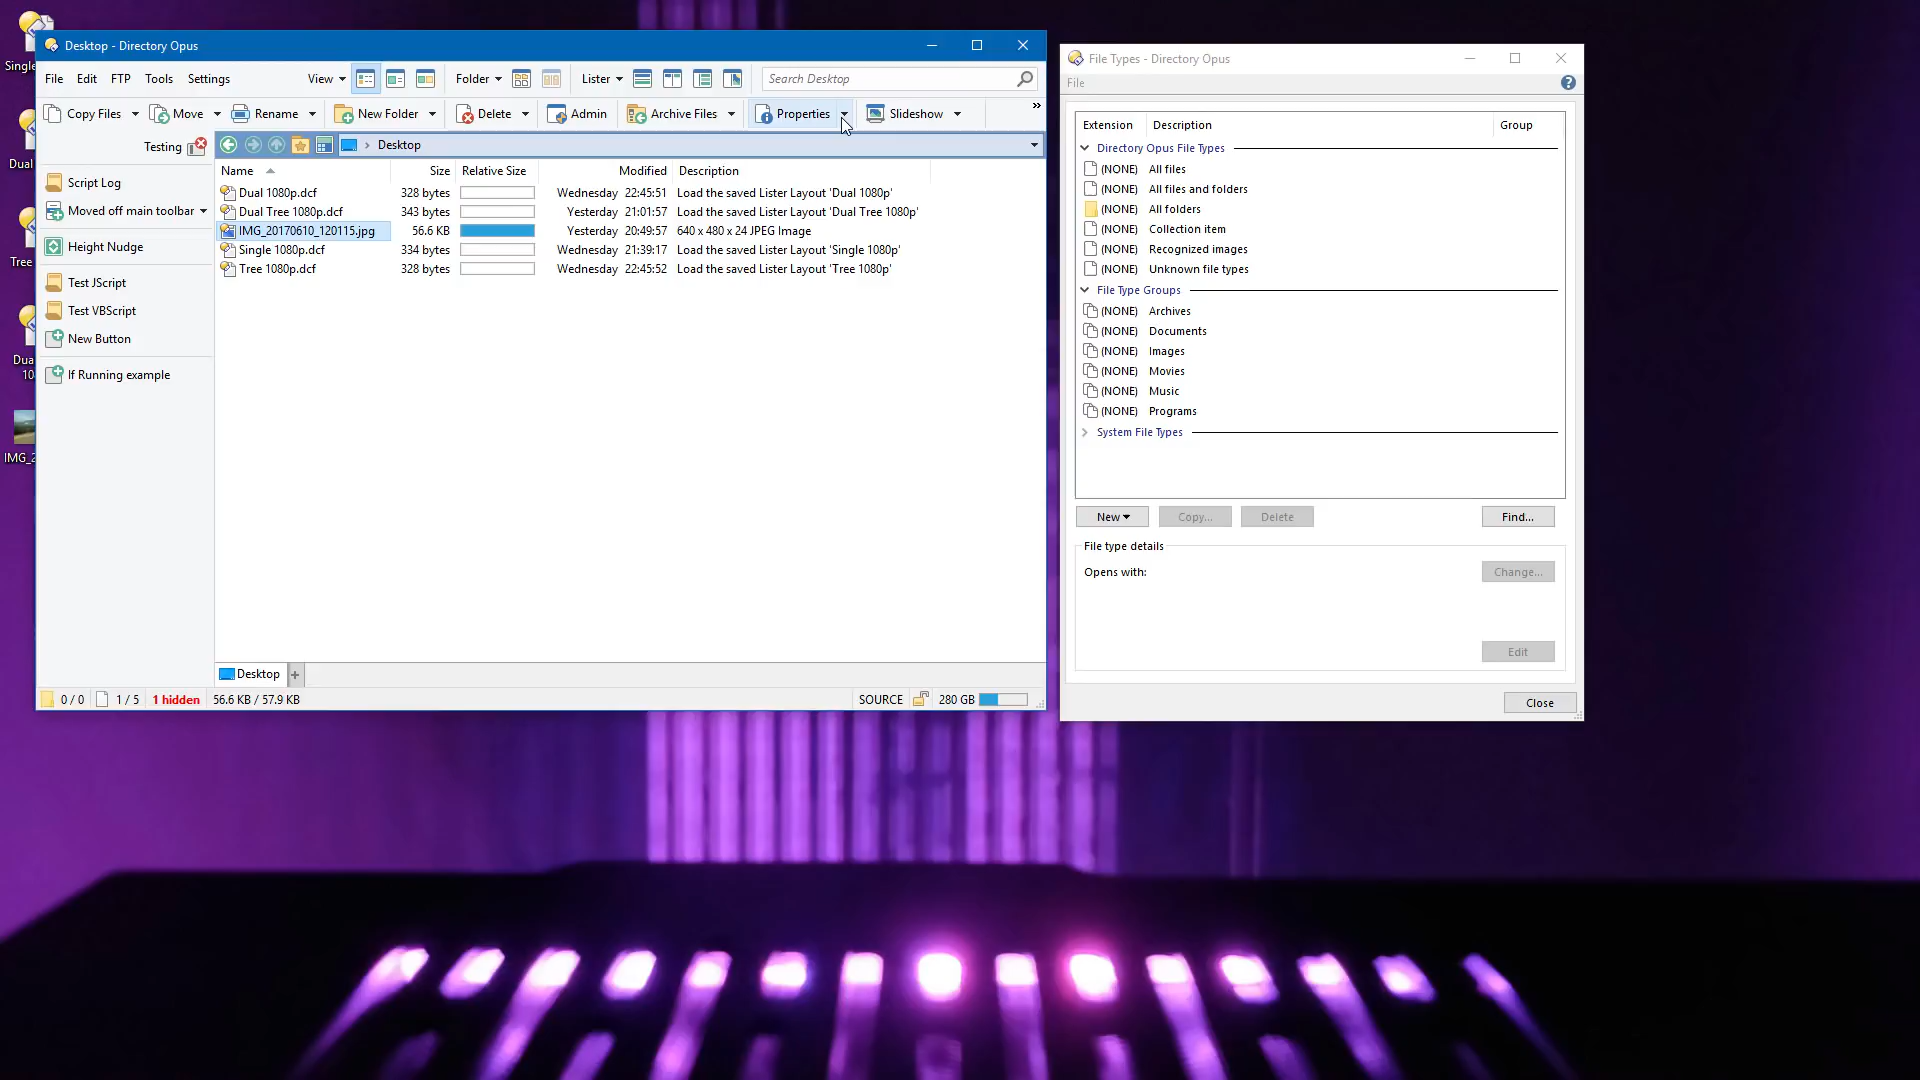 Single
Dual
Tree
Dual
10
IMG_2
Desktop - Directory Opus
File Edit FTP Tools Settings View Folder Lister Search Desktop
Copy Files Move Rename New Folder Delete Admin Archive Files Properties Slideshow »
Testing
Desktop
Script Log
Moved off main toolbar
Height Nudge
Test JScript
Test VBScript
New Button
If Running example
Name Size Relative Size Modified Description
Dual 1080p.dcf 328 bytes Wednesday 22:45:51 Load the saved Lister Layout 'Dual 1080p'
Dual Tree 1080p.dcf 343 bytes Yesterday 21:01:57 Load the saved Lister Layout 'Dual Tree 1080p'
IMG_20170610_120115.jpg 56.6 KB Yesterday 20:49:57 640 x 480 x 24 JPEG Image
Single 1080p.dcf 334 bytes Wednesday 21:39:17 Load the saved Lister Layout 'Single 1080p'
Tree 1080p.dcf 328 bytes Wednesday 22:45:52 Load the saved Lister Layout 'Tree 1080p'
Desktop +
0 / 0 1 / 5 1 hidden 56.6 KB / 57.9 KB SOURCE 280 GB
File Types - Directory Opus
File ?
Extension Description Group
Directory Opus File Types
(NONE) All files
(NONE) All files and folders
(NONE) All folders
(NONE) Collection item
(NONE) Recognized images
(NONE) Unknown file types
File Type Groups
(NONE) Archives
(NONE) Documents
(NONE) Images
(NONE) Movies
(NONE) Music
(NONE) Programs
System File Types
New Copy... Delete Find...
File type details
Opens with: Change...
Edit
Close